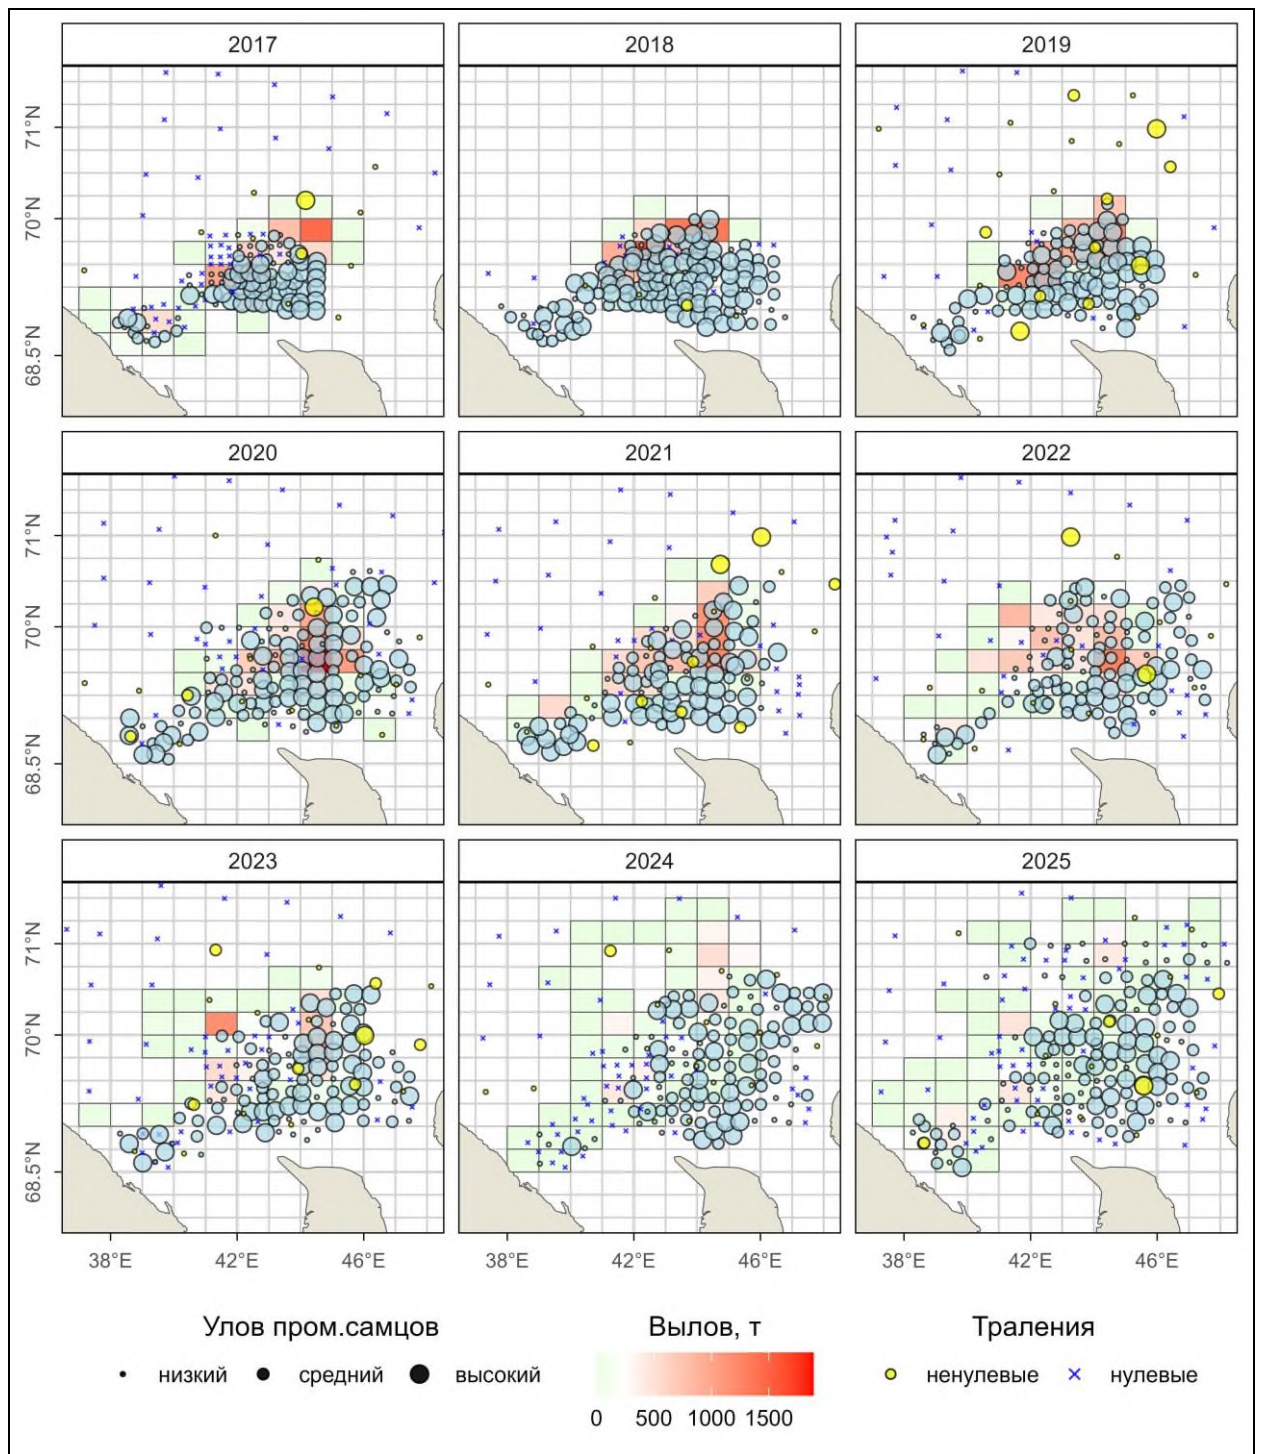 2017 2018 2019
71°N
70°N
68.5°N
2020 2021 2022
71°N
70°N
68.5°N
2023 2024 2025
71°N
70°N
68.5°N
38°E 42°E 46°E 38°E 42°E 46°E 38°E 42°E 46°E
Улов пром.самцов Вылов, т Траления
низкий средний высокий ненулевые нулевые
0 500 1000 1500